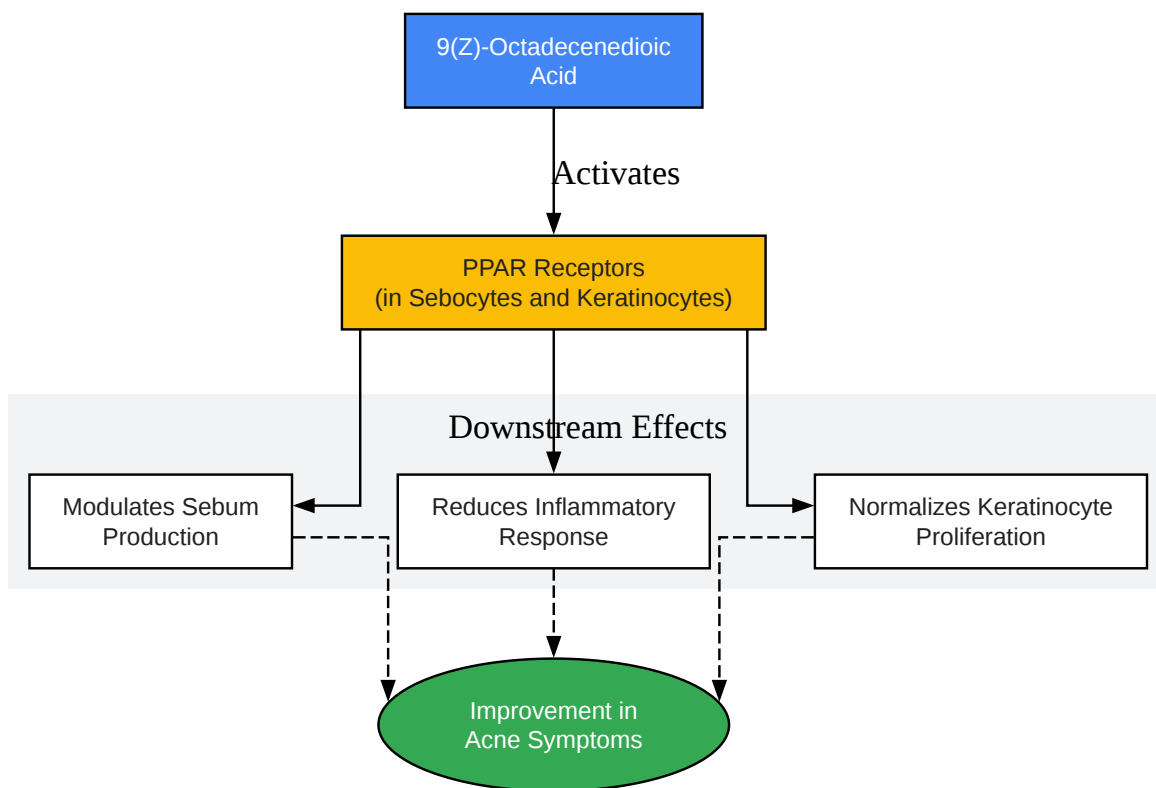 9(Z)-Octadecenedioic
Acid
Activates
PPAR Receptors
(in Sebocytes and Keratinocytes)
Downstream Effects
Modulates Sebum
Production
Reduces Inflammatory
Response
Normalizes Keratinocyte
Proliferation
Improvement in
Acne Symptoms